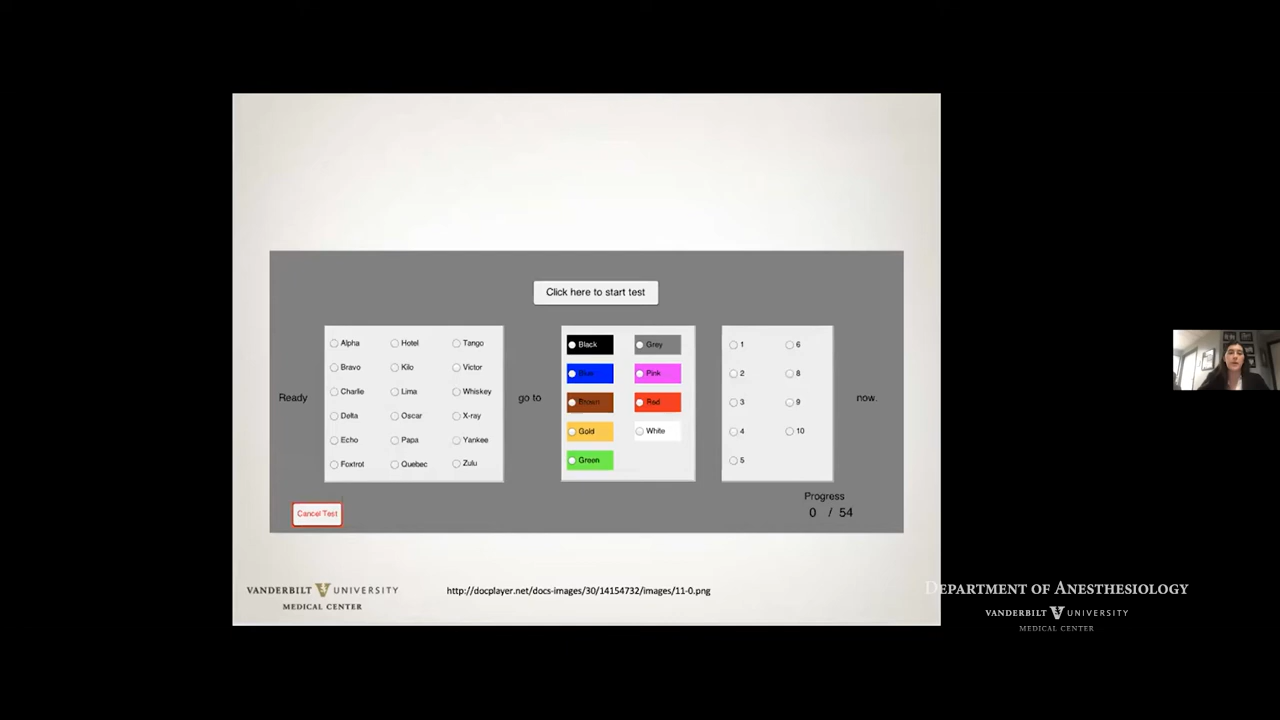 Click here to start test
Ready
Alpha Hotel Tango
Bravo Kilo Victor
Charlie Lima Whiskey
Delta Oscar X-ray
Echo Papa Yankee
Foxtrot Quebec Zulu
go to
Black Grey
Blue Pink
Brown Red
Gold White
Green
1 6
2 8
3 9
4 10
5
now.
Cancel Test
Progress
0 / 54
VANDERBILT UNIVERSITY
MEDICAL CENTER
http://docplayer.net/docs-images/30/14154732/images/11-0.png
DEPARTMENT OF ANESTHESIOLOGY
VANDERBILT UNIVERSITY
MEDICAL CENTER